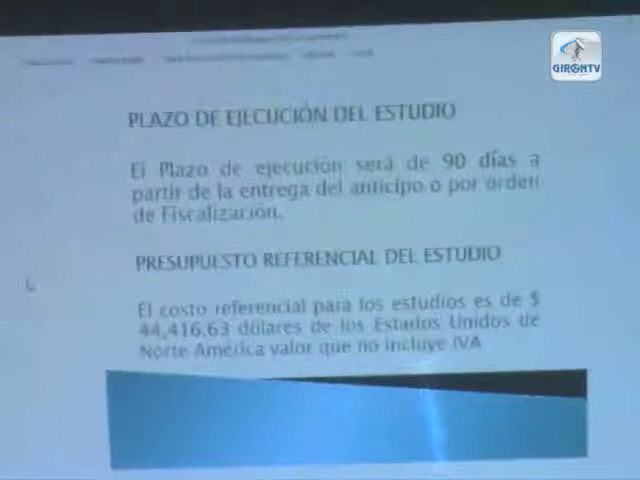 GIRONTV
PLAZO DE EJECUCIÓN DEL ESTUDIO
El Plazo de ejecución será de 90 días a
partir de la entrega del anticipo o por orden
de Fiscalización.
PRESUPUESTO REFERENCIAL DEL ESTUDIO
El costo referencial para los estudios es de $
44,416.63 dólares de los Estados Unidos de
Norte América valor que no incluye IVA